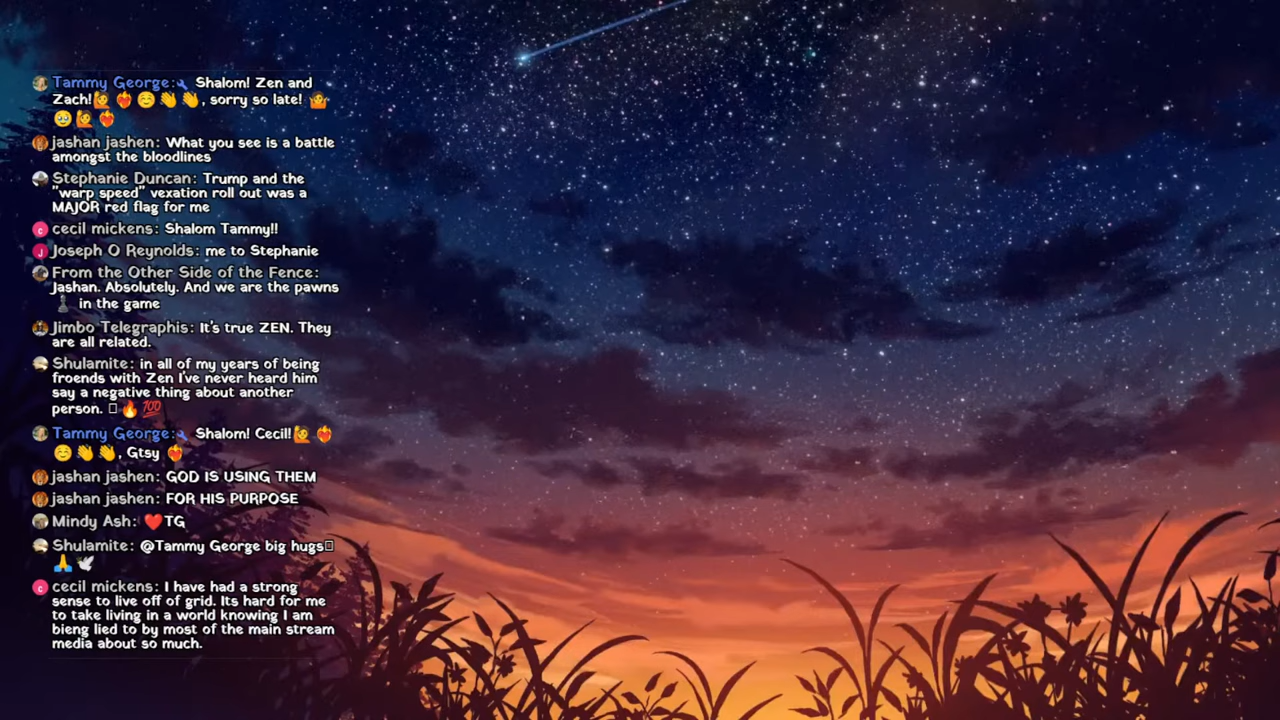 Tammy George:🔧 Shalom! Zen and
Zach!🙋❤️‍🔥☺️👋👋, sorry so late! 🤷
🥹🙋❤️‍🔥
jashan jashen: What you see is a battle
amongst the bloodlines
Stephanie Duncan: Trump and the
"warp speed" vexation roll out was a
MAJOR red flag for me
cecil mickens: Shalom Tammy!!
Joseph O Reynolds: me to Stephanie
From the Other Side of the Fence:
Jashan. Absolutely. And we are the pawns
♟️ in the game
Jimbo Telegraphis: It's true ZEN. They
are all related.
Shulamite: in all of my years of being
froends with Zen I've never heard him
say a negative thing about another
person. 🔥💯
Tammy George:🔧 Shalom! Cecil!🙋❤️‍🔥
☺️👋👋, Gtsy ❤️‍🔥
jashan jashen: GOD IS USING THEM
jashan jashen: FOR HIS PURPOSE
Mindy Ash: ❤️TG
Shulamite: @Tammy George big hugs
🙏🕊️
cecil mickens: I have had a strong
sense to live off of grid. Its hard for me
to take living in a world knowing I am
bieng lied to by most of the main stream
media about so much.